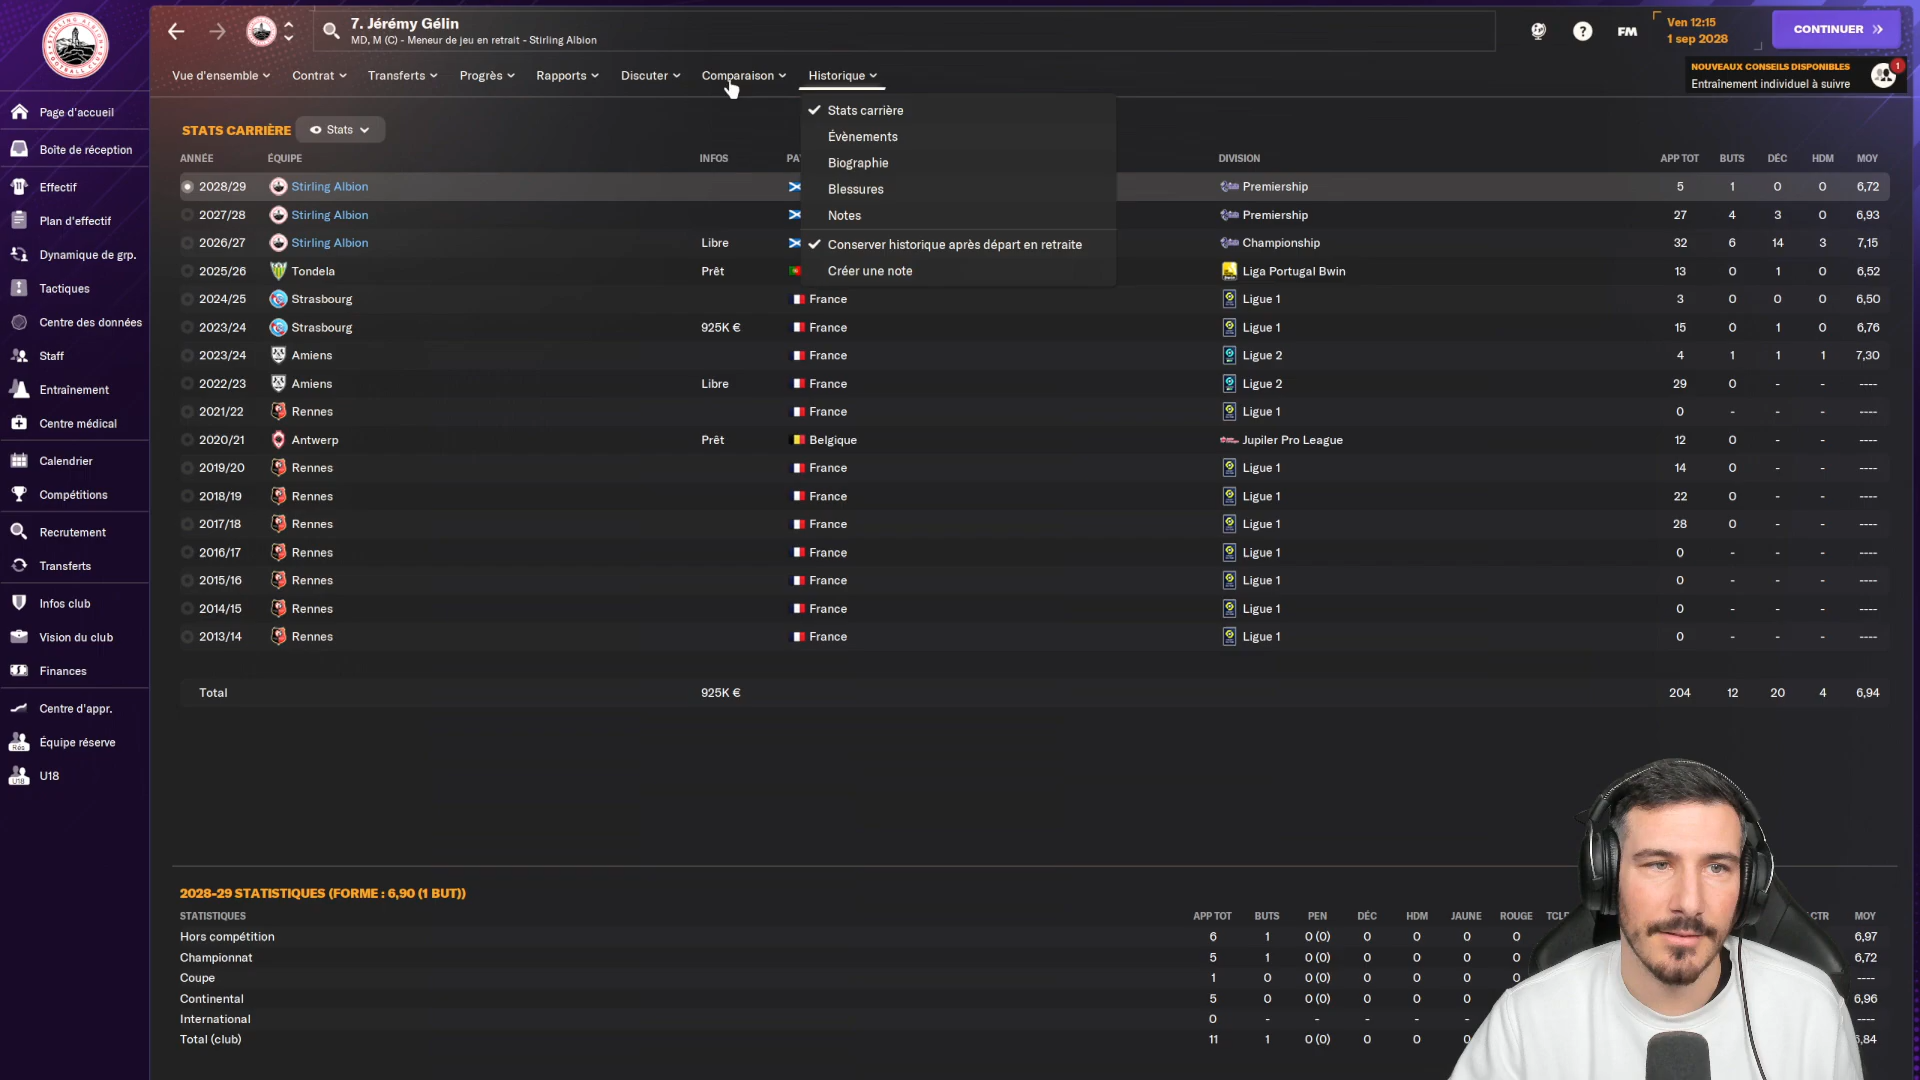 7. Jérémy Gélin
MD, M (C) - Meneur de jeu en retrait - Stirling Albion
FM
Ven 12:15
1 sep 2028
CONTINUER
Vue d'ensemble
Contrat
Transferts
Progrès
Rapports
Discuter
Comparaison
Historique
NOUVEAUX CONSEILS DISPONIBLES
Entraînement individuel à suivre
1
Page d'accueil
Boîte de réception
Effectif
Plan d'effectif
Dynamique de grp.
Tactiques
Centre des données
Staff
Entraînement
Centre médical
Calendrier
Compétitions
Recrutement
Transferts
Infos club
Vision du club
Finances
Centre d'appr.
Équipe réserve
U18
Stats carrière
Évènements
Biographie
Blessures
Notes
Conserver historique après départ en retraite
Créer une note
STATS CARRIÈRE Stats
ANNÉE ÉQUIPE INFOS PA DIVISION APP TOT BUTS DÉC HDM MOY
2028/29 Stirling Albion Premiership 5 1 0 0 6,72
2027/28 Stirling Albion Premiership 27 4 3 0 6,93
2026/27 Stirling Albion Libre Championship 32 6 14 3 7,15
2025/26 Tondela Prêt Liga Portugal Bwin 13 0 1 0 6,52
2024/25 Strasbourg France Ligue 1 3 0 0 0 6,50
2023/24 Strasbourg 925K € France Ligue 1 15 0 1 0 6,76
2023/24 Amiens France Ligue 2 4 1 1 1 7,30
2022/23 Amiens Libre France Ligue 2 29 0 - - ----
2021/22 Rennes France Ligue 1 0 - - - ----
2020/21 Antwerp Prêt Belgique Jupiler Pro League 12 0 - - ----
2019/20 Rennes France Ligue 1 14 0 - - ----
2018/19 Rennes France Ligue 1 22 0 - - ----
2017/18 Rennes France Ligue 1 28 0 - - ----
2016/17 Rennes France Ligue 1 0 - - - ----
2015/16 Rennes France Ligue 1 0 - - - ----
2014/15 Rennes France Ligue 1 0 - - - ----
2013/14 Rennes France Ligue 1 0 - - - ----
Total 925K € 204 12 20 4 6,94
2028-29 STATISTIQUES (FORME : 6,90 (1 BUT))
STATISTIQUES APP TOT BUTS PEN DÉC HDM JAUNE ROUGE TCLR CTR MOY
Hors compétition 6 1 0 (0) 0 0 0 0 6,97
Championnat 5 1 0 (0) 0 0 0 0 6,72
Coupe 1 0 0 (0) 0 0 0 0 ----
Continental 5 0 0 (0) 0 0 0 6,96
International 0 - - - - - ----
Total (club) 11 1 0 (0) 0 0 0 ,84